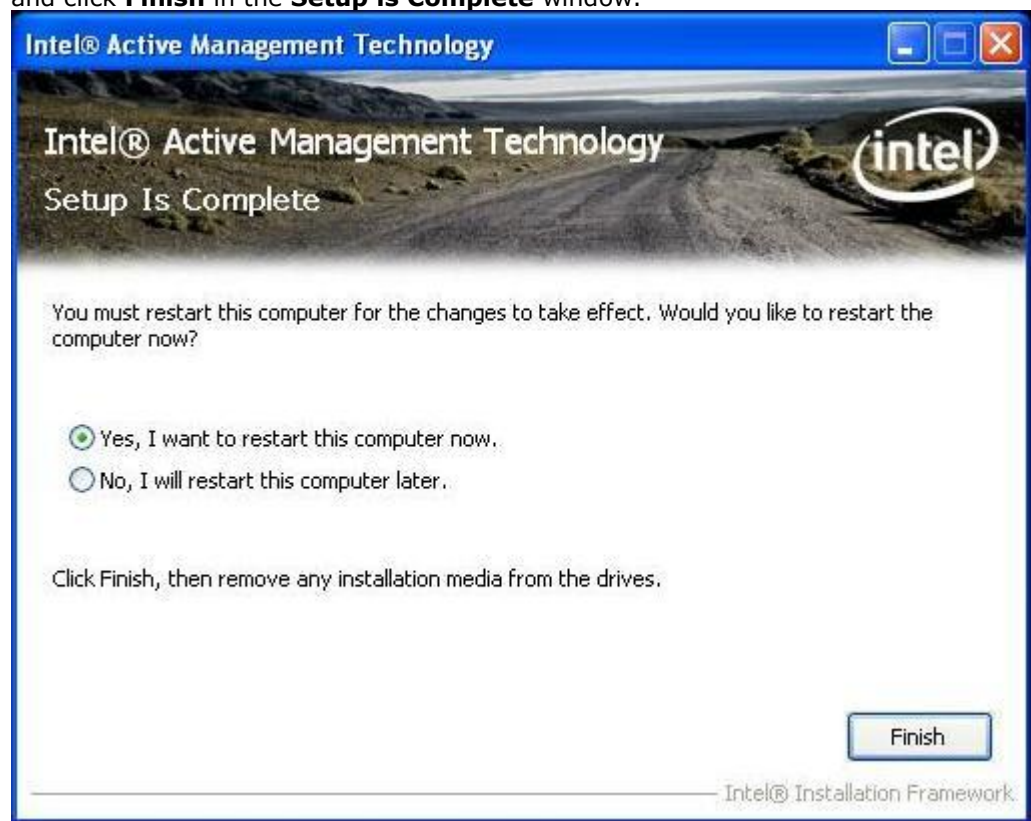 and click Finish in the Setup is Complete window.
Intel® Active Management Technology
Intel® Active Management Technology
intel
Setup Is Complete
You must restart this computer for the changes to take effect. Would you like to restart the
computer now?
Yes, I want to restart this computer now.
No, I will restart this computer later.
Click Finish, then remove any installation media from the drives.
Finish
Intel® Installation Framework